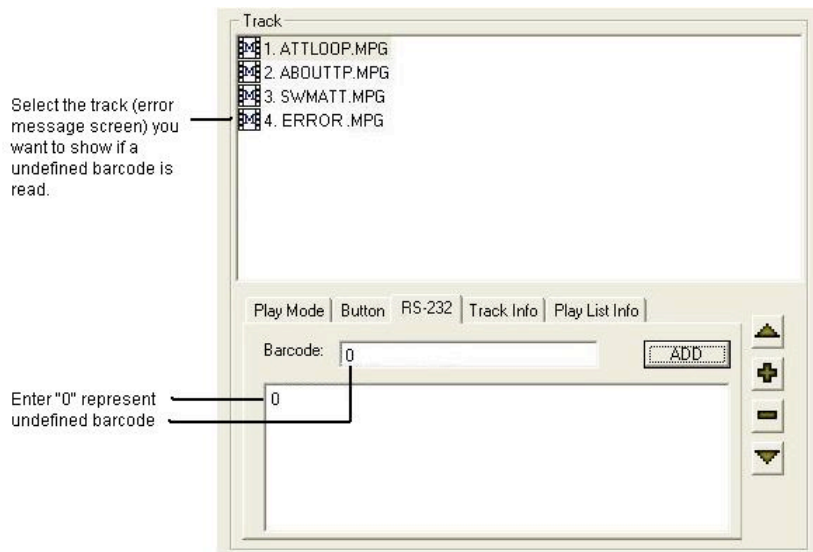 Track
1. ATTLOOP.MPG
2. ABOUTTP.MPG
3. SWMATT.MPG
4. ERROR .MPG
Select the track (error
message screen) you
want to show if a
undefined barcode is
read.
Play Mode Button RS-232 Track Info Play List Info
Barcode: 0 ADD
0
Enter "0" represent
undefined barcode